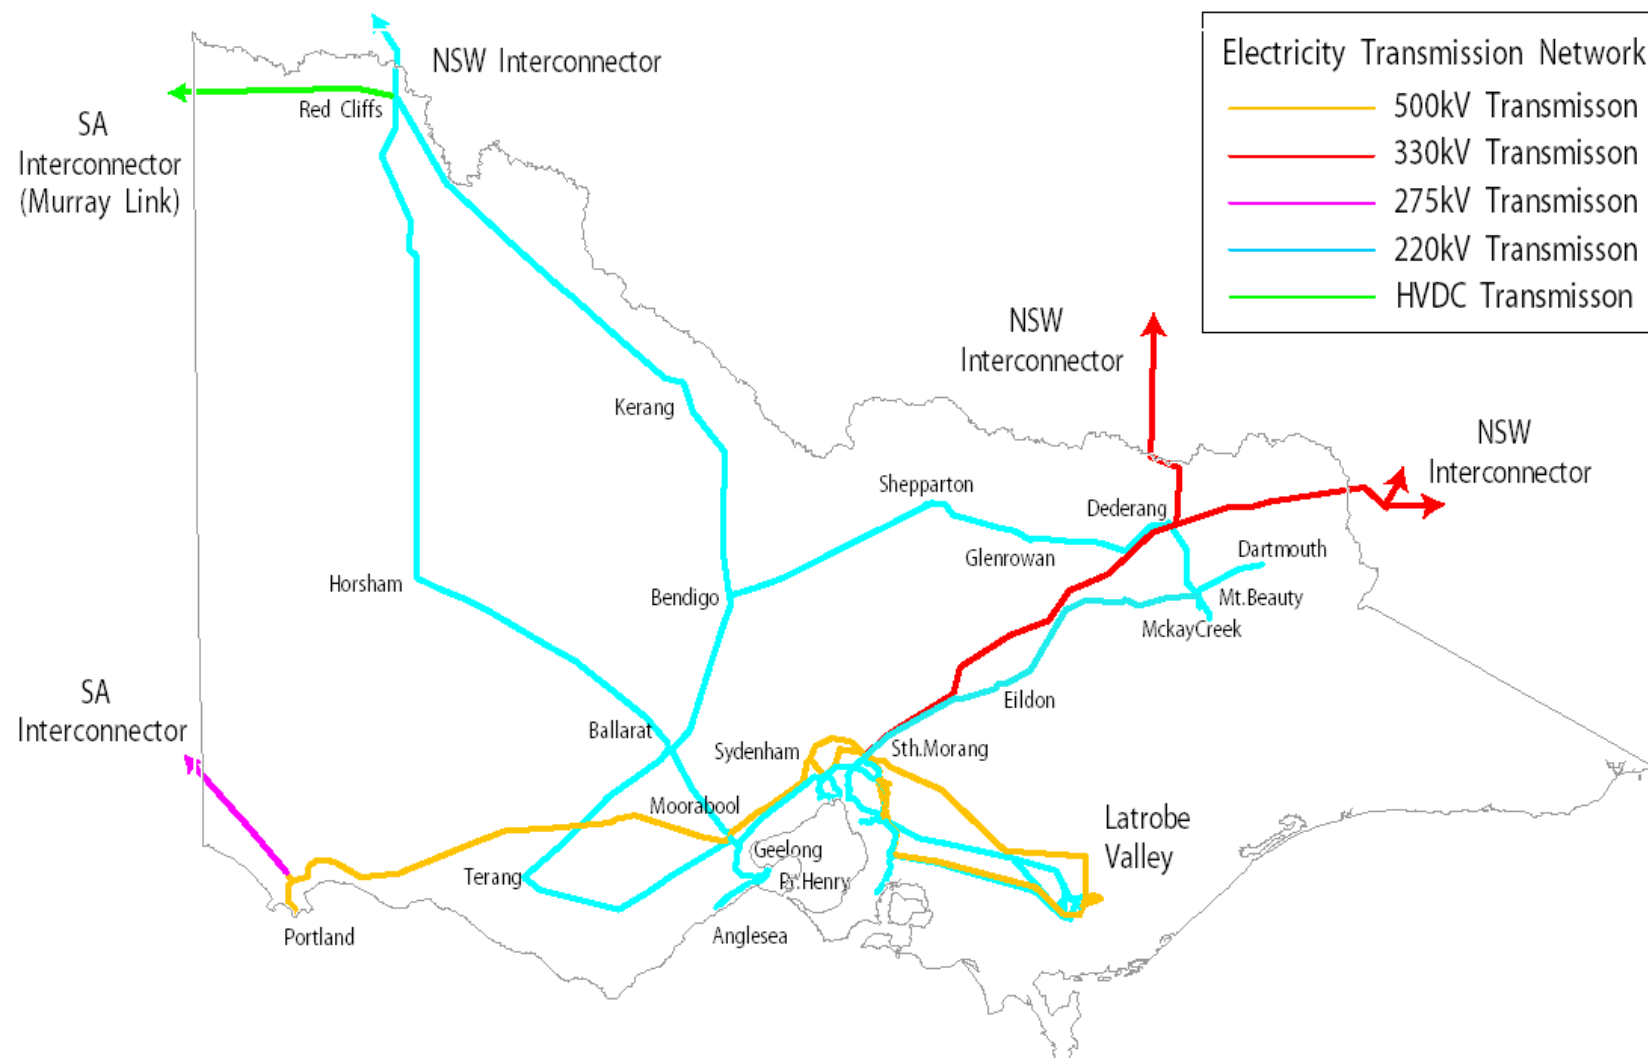 NSW Interconnector
Electricity Transmission Network
500kV Transmisson
330kV Transmisson
275kV Transmisson
220kV Transmisson
HVDC Transmisson
Red Cliffs
SA
Interconnector
(Murray Link)
NSW
Interconnector
Kerang
NSW
Interconnector
Shepparton
Dederang
Glenrowan
Dartmouth
Horsham
Bendigo
Mt.Beauty
MckayCreek
SA
Interconnector
Eildon
Ballarat
Sydenham
Sth.Morang
Moorabool
Latrobe
Valley
Geelong
Terang
Pt.Henry
Portland
Anglesea